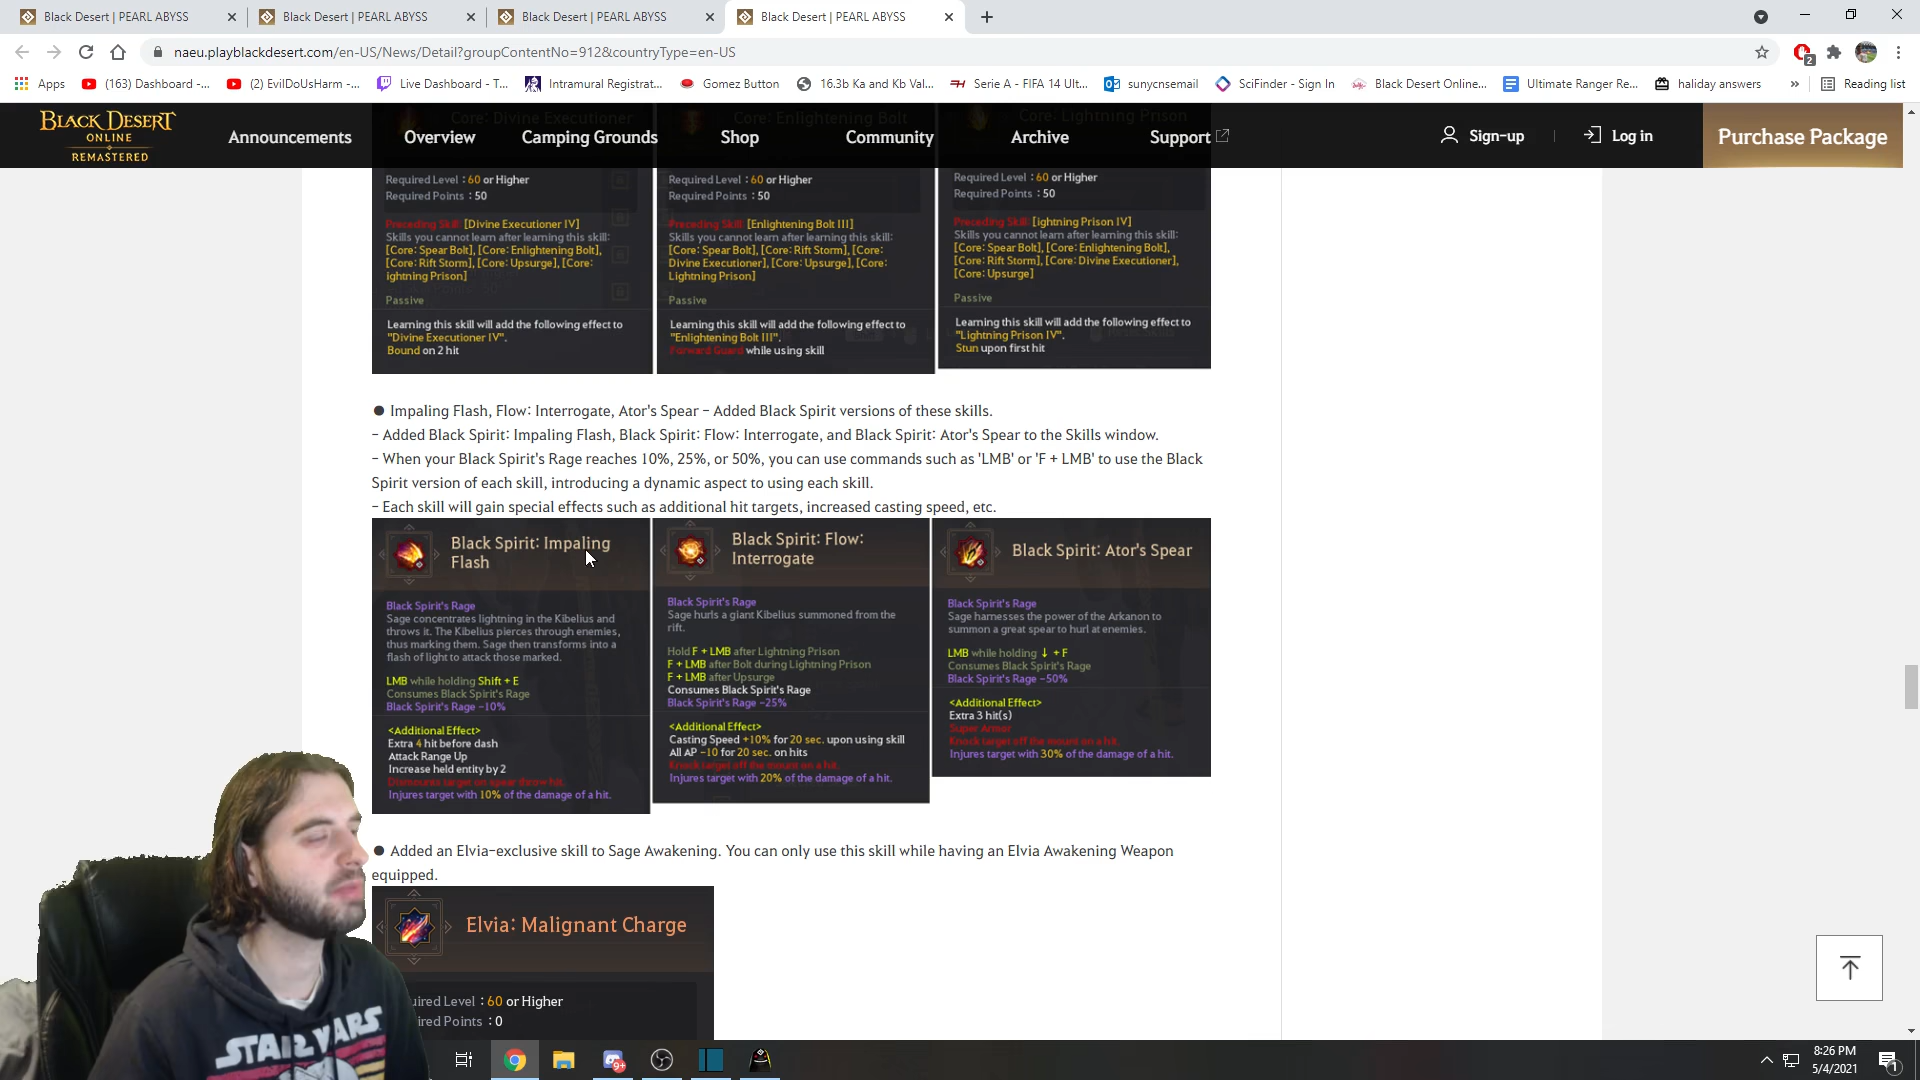 Black Desert | PEARL ABYSS
Black Desert | PEARL ABYSS
Black Desert | PEARL ABYSS
Black Desert | PEARL ABYSS
naeu.playblackdesert.com/en-US/News/Detail?groupContentNo=912&countryType=en-US
2
Apps
(163) Dashboard -...
(2) EvilDoUsHarm -...
Live Dashboard - T...
Intramural Registrat...
Gomez Button
16.3b Ka and Kb Val...
Serie A - FIFA 14 Ult...
sunycnsemail
SciFinder - Sign In
Black Desert Online...
Ultimate Ranger Re...
haliday answers
»
Reading list
BLACK DESERT
ONLINE
REMASTERED
Announcements
Overview
Camping Grounds
Shop
Community
Archive
Support
Sign-up
Log in
Purchase Package
Core: Divine Executioner
Core: Enlightening Bolt
Core: Lightning Prison
Required Level : 60 or Higher
Required Points : 50
Preceding Skill: [Divine Executioner IV]
Skills you cannot learn after learning this skill:
[Core: Spear Bolt], [Core: Enlightening Bolt],
[Core: Rift Storm], [Core: Upsurge], [Core:
ightning Prison]
Passive
Learning this skill will add the following effect to
"Divine Executioner IV".
Bound on 2 hit
Required Level : 60 or Higher
Required Points : 50
Preceding Skill: [Enlightening Bolt III]
Skills you cannot learn after learning this skill:
[Core: Spear Bolt], [Core: Rift Storm], [Core:
Divine Executioner], [Core: Upsurge], [Core:
Lightning Prison]
Passive
Learning this skill will add the following effect to
"Enlightening Bolt III".
Forward Guard while using skill
Required Level : 60 or Higher
Required Points : 50
Preceding Skill: [ightning Prison IV]
Skills you cannot learn after learning this skill:
[Core: Spear Bolt], [Core: Enlightening Bolt],
[Core: Rift Storm], [Core: Divine Executioner],
[Core: Upsurge]
Passive
Learning this skill will add the following effect to
"Lightning Prison IV".
Stun upon first hit
● Impaling Flash, Flow: Interrogate, Ator's Spear – Added Black Spirit versions of these skills.
– Added Black Spirit: Impaling Flash, Black Spirit: Flow: Interrogate, and Black Spirit: Ator's Spear to the Skills window.
– When your Black Spirit's Rage reaches 10%, 25%, or 50%, you can use commands such as 'LMB' or 'F + LMB' to use the Black
Spirit version of each skill, introducing a dynamic aspect to using each skill.
– Each skill will gain special effects such as additional hit targets, increased casting speed, etc.
Black Spirit: Impaling
Flash
Black Spirit's Rage
Sage concentrates lightning in the Kibelius and
throws it. The Kibelius pierces through enemies,
thus marking them. Sage then transforms into a
flash of light to attack those marked.
LMB while holding Shift + E
Consumes Black Spirit's Rage
Black Spirit's Rage -10%
<Additional Effect>
Extra 4 hit before dash
Attack Range Up
Increase held entity by 2
Dismounts target on spear throw hit.
Injures target with 10% of the damage of a hit.
Black Spirit: Flow:
Interrogate
Black Spirit's Rage
Sage hurls a giant Kibelius summoned from the
rift.
Hold F + LMB after Lightning Prison
F + LMB after Bolt during Lightning Prison
F + LMB after Upsurge
Consumes Black Spirit's Rage
Black Spirit's Rage -25%
<Additional Effect>
Casting Speed +10% for 20 sec. upon using skill
All AP -10 for 20 sec. on hits
Knock target off the mount on a hit.
Injures target with 20% of the damage of a hit.
Black Spirit: Ator's Spear
Black Spirit's Rage
Sage harnesses the power of the Arkanon to
summon a great spear to hurl at enemies.
LMB while holding ↓ + F
Consumes Black Spirit's Rage
Black Spirit's Rage -50%
<Additional Effect>
Extra 3 hit(s)
Super Armor
Knock target off the mount on a hit.
Injures target with 30% of the damage of a hit.
● Added an Elvia-exclusive skill to Sage Awakening. You can only use this skill while having an Elvia Awakening Weapon
equipped.
Elvia: Malignant Charge
uired Level : 60 or Higher
ired Points : 0
STAR WARS
9+
8:26 PM
5/4/2021
1